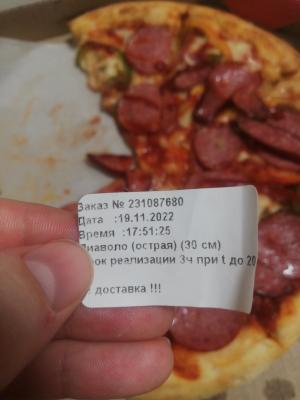 Заказ № 231087680
Дата :19.11.2022
Время :17:51:25
Диаволо (острая) (30 см)
Срок реализации 3ч при t до 20
доставка !!!